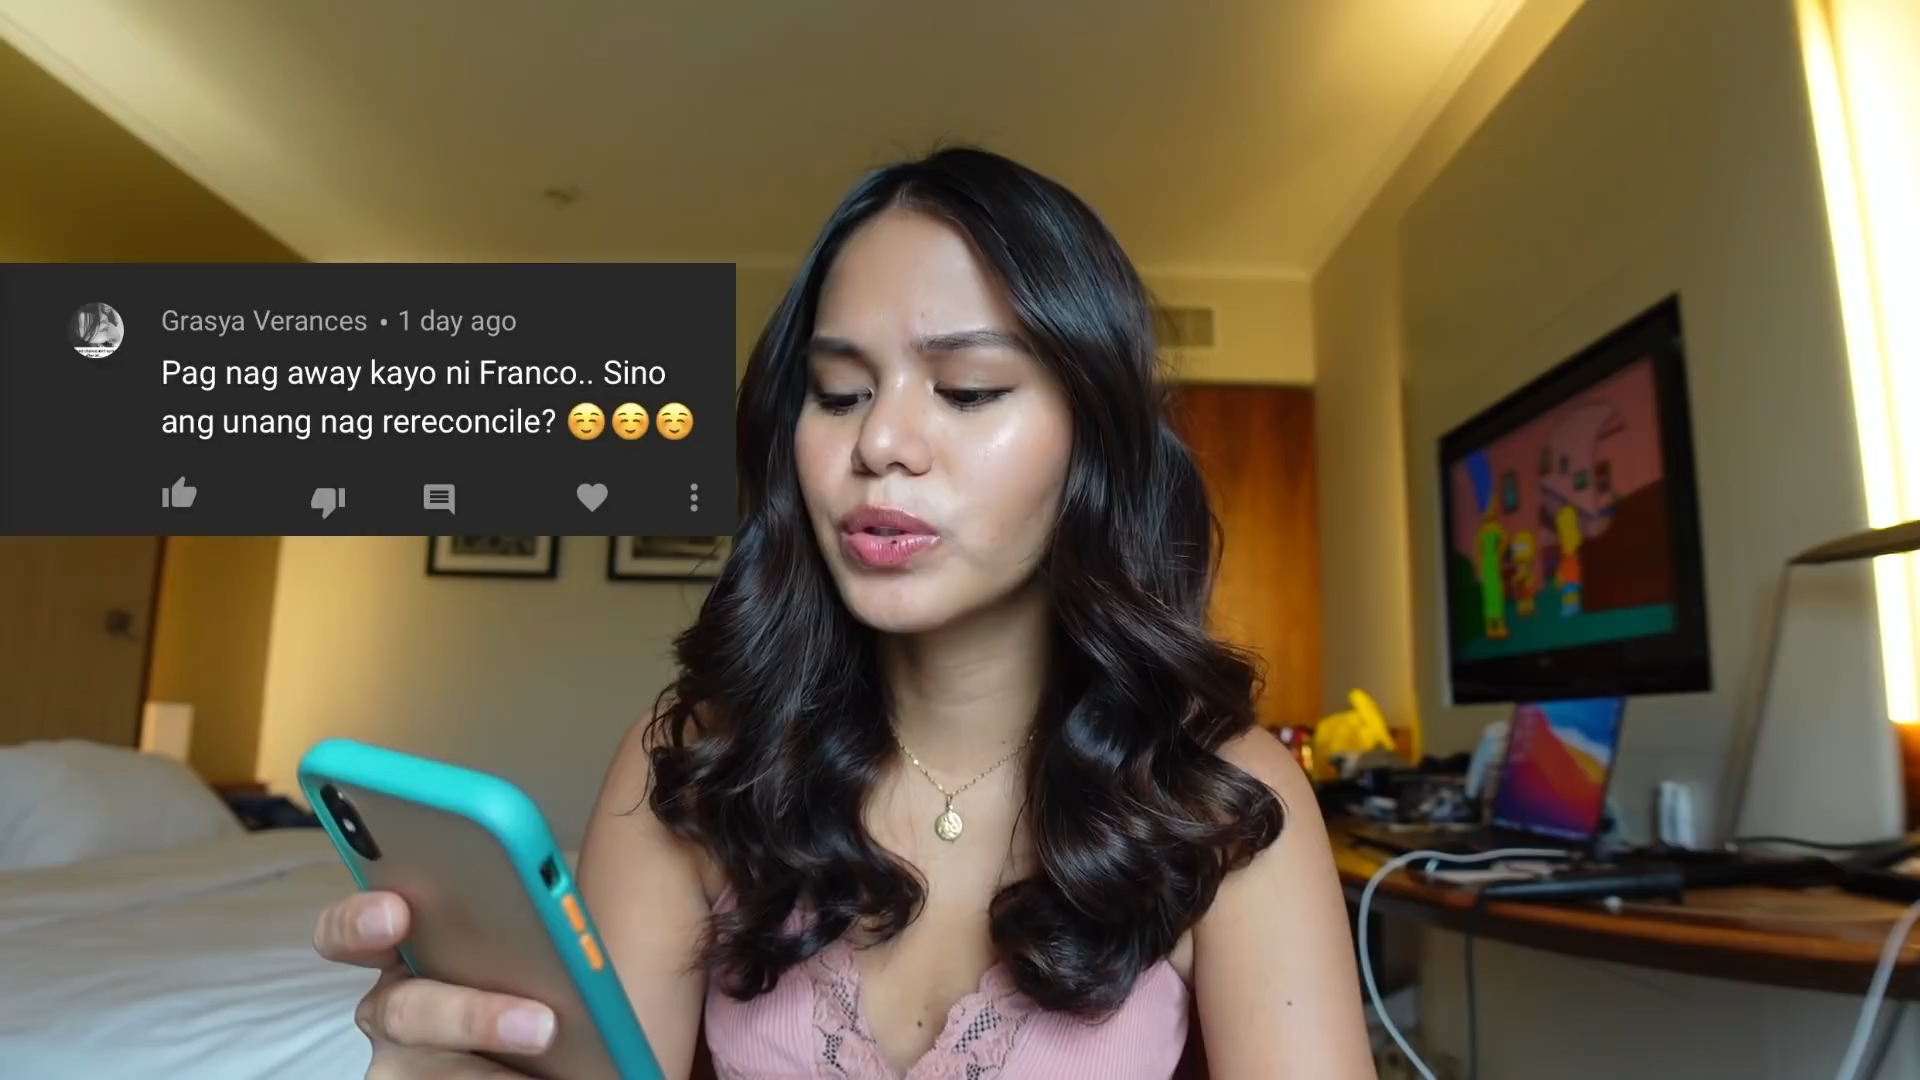 Grasya Verances • 1 day ago
Pag nag away kayo ni Franco.. Sino
ang unang nag rereconcile? ☺️☺️☺️